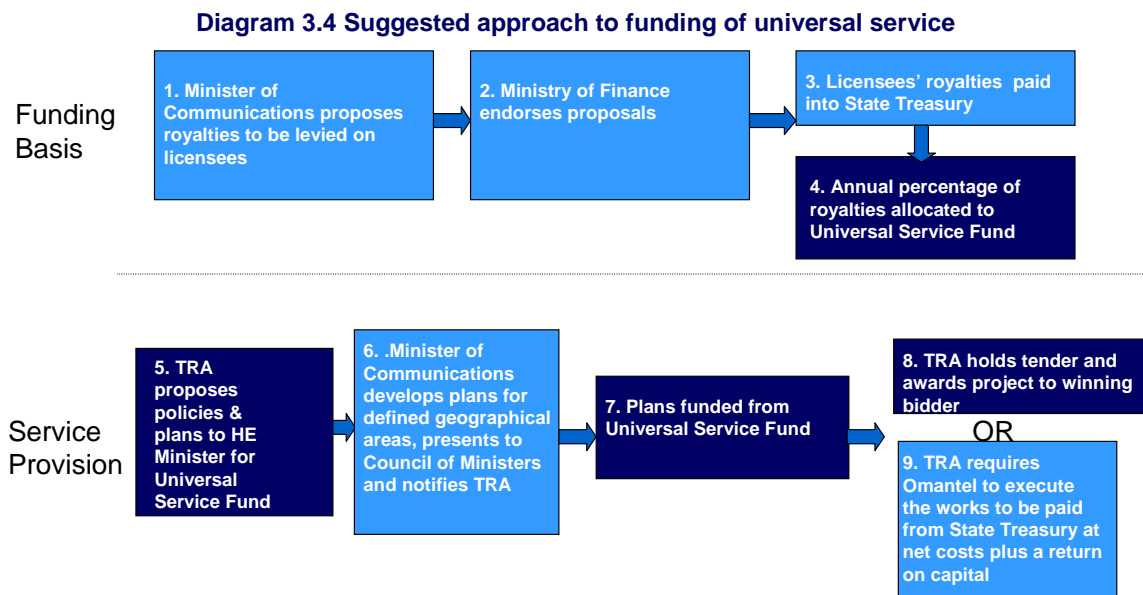 Diagram 3.4 Suggested approach to funding of universal service
Funding
Basis
1. Minister of
Communications proposes
royalties to be levied on
licensees
2. Ministry of Finance
endorses proposals
3. Licensees' royalties paid
into State Treasury
4. Annual percentage of
royalties allocated to
Universal Service Fund
Service
Provision
5. TRA
proposes
policies &
plans to HE
Minister for
Universal
Service Fund
6. .Minister of
Communications
develops plans for
defined geographical
areas, presents to
Council of Ministers
and notifies TRA
7. Plans funded from
Universal Service Fund
8. TRA holds tender and
awards project to winning
bidder
OR
9. TRA requires
Omantel to execute
the works to be paid
from State Treasury at
net costs plus a return
on capital